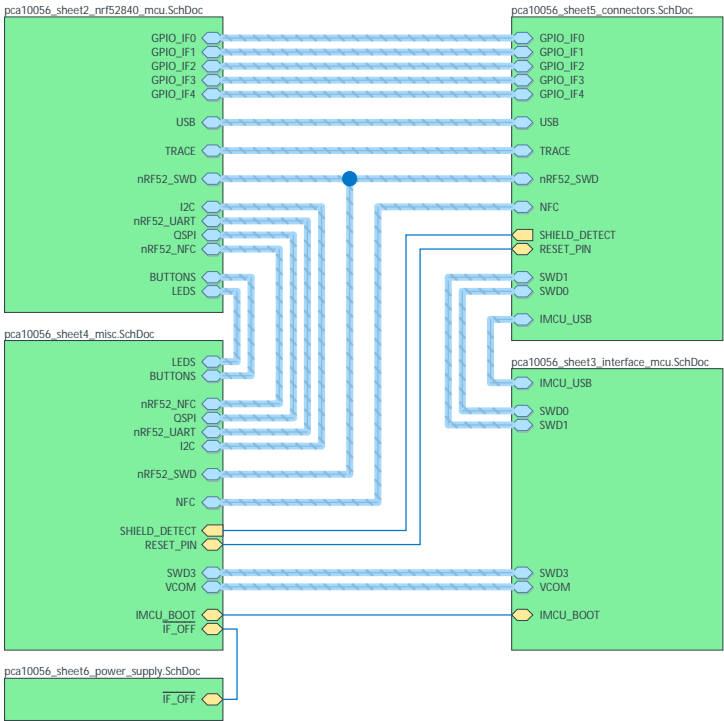 pca10056_sheet2_nrf52840_mcu.SchDoc
GPIO_IF0
GPIO_IF1
GPIO_IF2
GPIO_IF3
GPIO_IF4
USB
TRACE
nRF52_SWD
I2C
nRF52_UART
QSPI
nRF52_NFC
BUTTONS
LEDS
pca10056_sheet4_misc.SchDoc
LEDS
BUTTONS
nRF52_NFC
QSPI
nRF52_UART
I2C
nRF52_SWD
NFC
SHIELD_DETECT
RESET_PIN
SWD3
VCOM
IMCU_BOOT
IF_OFF
pca10056_sheet6_power_supply.SchDoc
IF_OFF
pca10056_sheet5_connectors.SchDoc
GPIO_IF0
GPIO_IF1
GPIO_IF2
GPIO_IF3
GPIO_IF4
USB
TRACE
nRF52_SWD
NFC
SHIELD_DETECT
RESET_PIN
SWD1
SWD0
IMCU_USB
pca10056_sheet3_interface_mcu.SchDoc
IMCU_USB
SWD0
SWD1
SWD3
VCOM
IMCU_BOOT